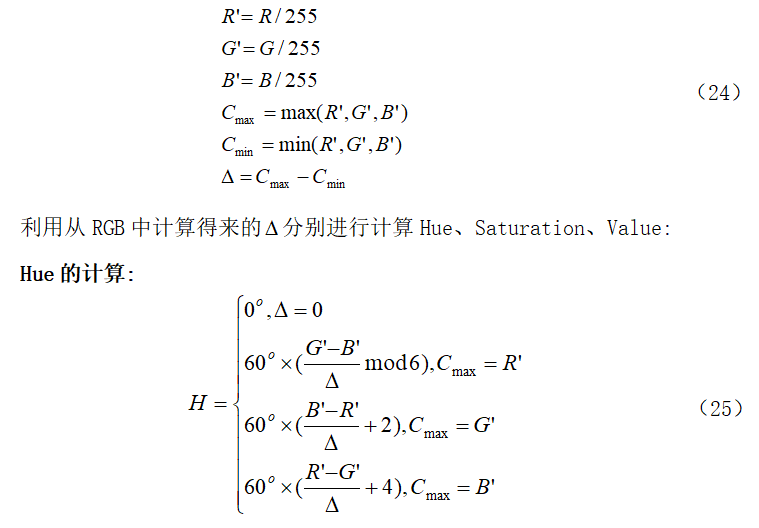 R'= R/255
G'= G/255
B'= B/255
C_max = max(R',G',B')
C_min = min(R',G',B')
Δ = C_max − C_min
（24）
利用从 RGB 中计算得来的 Δ 分别进行计算 Hue、Saturation、Value:
Hue 的计算:
0°,Δ = 0
60°×(G'−B'/Δ mod6),C_max = R'
H = 60°×(B'−R'/Δ +2),C_max = G'
（25）
60°×(R'−G'/Δ +4),C_max = B'